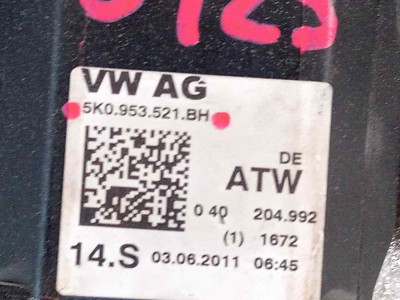 VW AG
5K0.953.521.BH
DE
ATW
0 40 204.992
(1) 1672
14.S 03.06.2011 06:45